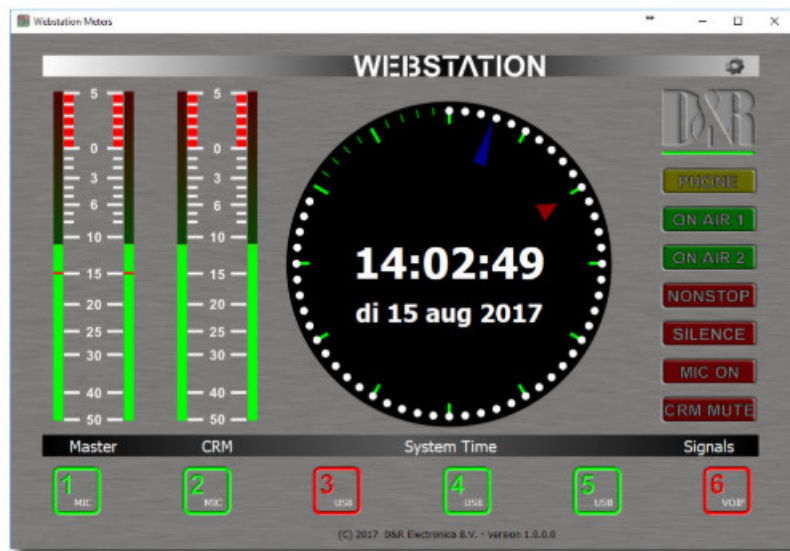 Webstation Meters
WEBSTATION
5 5 5
0 0 0
3 3
6 6
10 10
15 15
20 20
25 25
30 30
40 40
50 50
14:02:49
di 15 aug 2017
D&R
PHONE
ON AIR 1
ON AIR 2
NONSTOP
SILENCE
MIC ON
CRM MUTE
Master CRM System Time Signals
1 MIC
2 MIC
3 USB
4 USB
5 USB
6 VOIP
(C) 2017 D&R Electronica B.V. - version 1.0.0.0